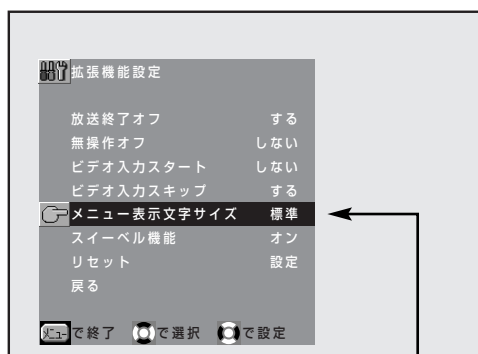 拡張機能設定
放送終了オフ する
無操作オフ しない
ビデオ入力スタート しない
ビデオ入力スキップ する
メニュー表示文字サイズ 標準
スイーベル機能 オン
リセット 設定
戻る
メニューで終了 で選択 で設定